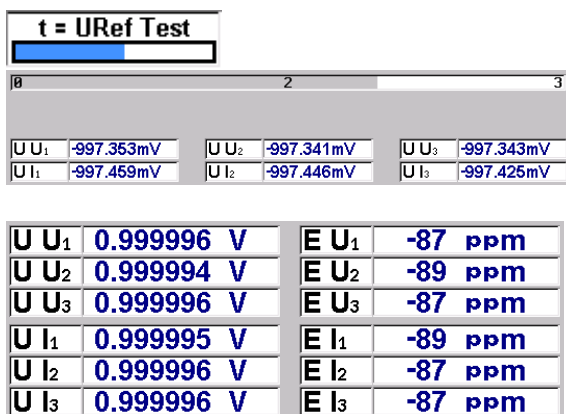 t = URef Test
0 2 3
U U₁ -997.353mV U U₂ -997.341mV U U₃ -997.343mV
U I₁ -997.459mV U I₂ -997.446mV U I₃ -997.425mV
U U₁ 0.999996 V E U₁ -87 ppm
U U₂ 0.999994 V E U₂ -89 ppm
U U₃ 0.999996 V E U₃ -87 ppm
U I₁ 0.999995 V E I₁ -89 ppm
U I₂ 0.999996 V E I₂ -87 ppm
U I₃ 0.999996 V E I₃ -87 ppm